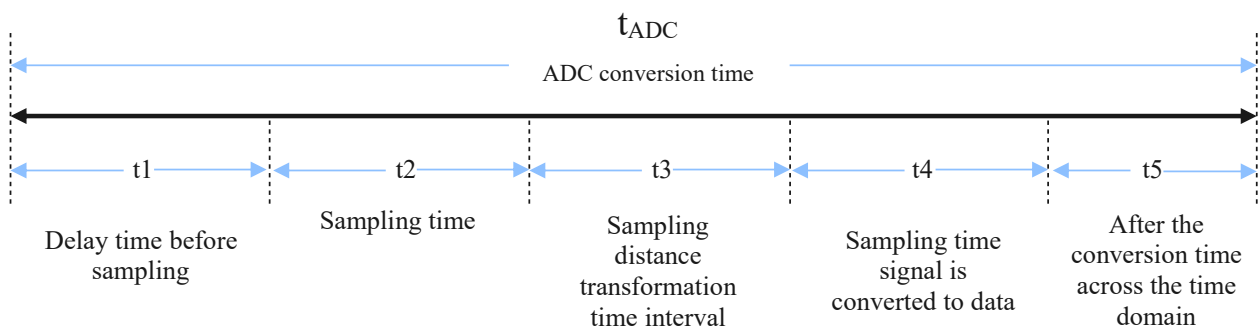 tADC
ADC conversion time
t1
t2
t3
t4
t5
Delay time before
sampling
Sampling time
Sampling
distance
transformation
time interval
Sampling time
signal is
converted to data
After the
conversion time
across the time
domain